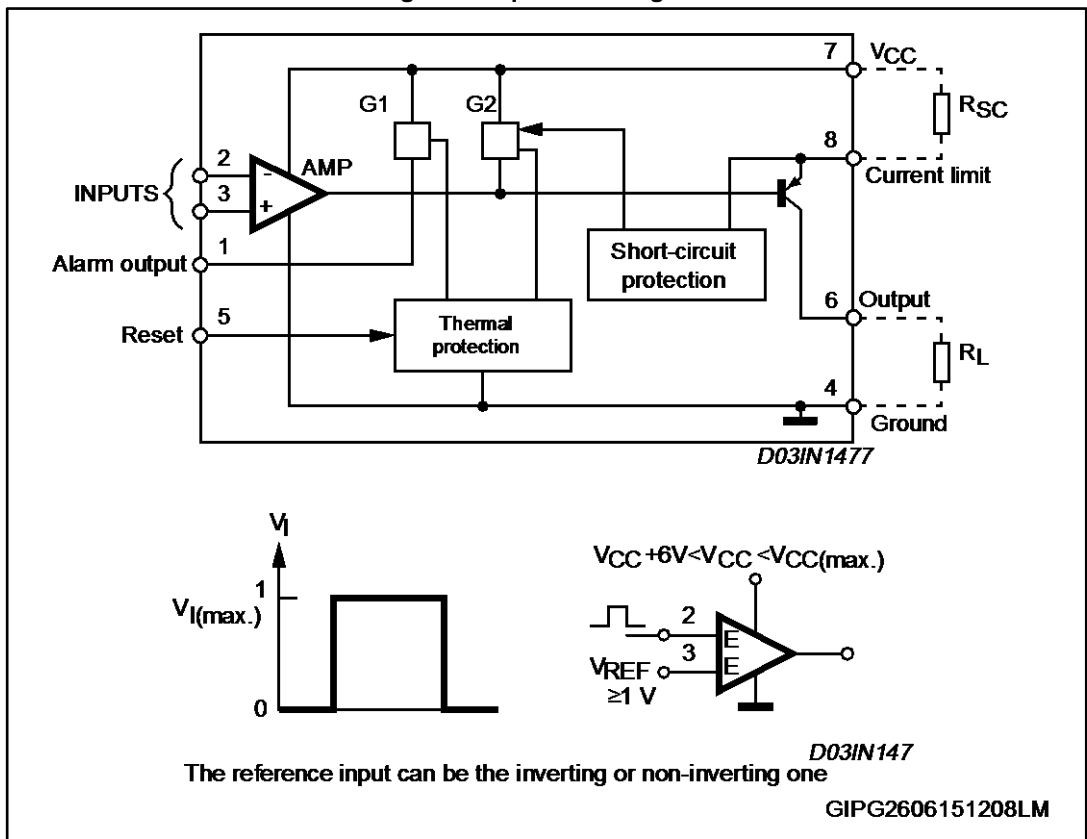 7 VCC
G1 G2
RSC
8
2 AMP
-
Current limit
INPUTS
3
+
1
Short-circuit
protection
Alarm output
6 Output
5
Thermal
protection
Reset
RL
4
Ground
D03IN1477
VI
VCC +6V<VCC <VCC(max.)
1
VI(max.)
2
E
3
E
VREF
≥1 V
0
D03IN147
The reference input can be the inverting or non-inverting one
GIPG2606151208LM